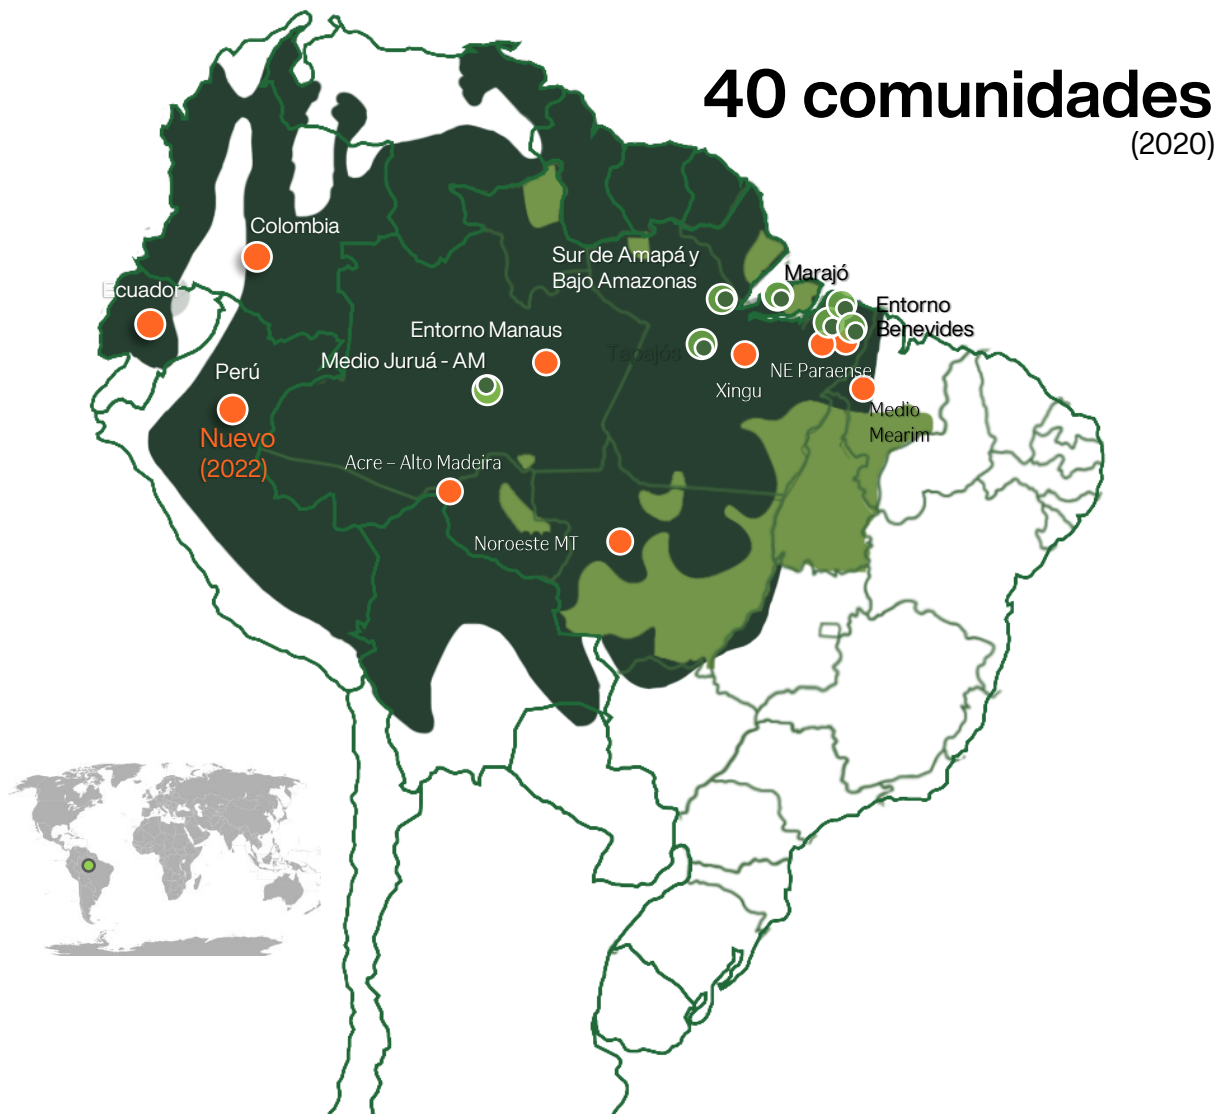 40 comunidades
(2020)
Colombia
Sur de Amapá y
Bajo Amazonas
Marajó
Ecuador
Entorno
Benevides
Entorno Manaus
Medio Juruá - AM
Tapajós
Perú
NE Paraense
Xingu
Medio
Mearim
Nuevo
(2022)
Acre – Alto Madeira
Noroeste MT